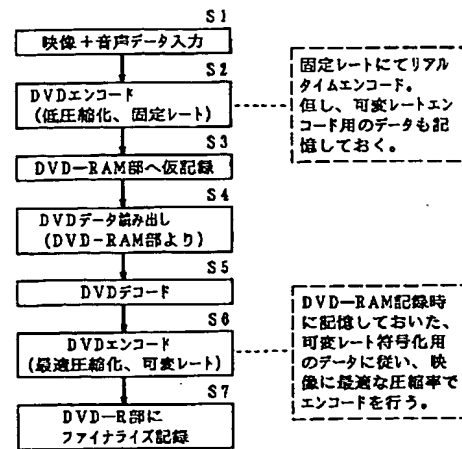 S1
映像+音声データ入力
S2
DVDエンコード
(低圧縮化、固定レート)
固定レートにてリアル
タイムエンコード。
但し、可変レートエン
コード用のデータも記
憶しておく。
S3
DVD-RAM部へ仮記録
S4
DVDデータ読み出し
(DVD-RAM部より)
S5
DVDデコード
S6
DVDエンコード
(最適圧縮化、可変レート)
DVD-RAM記録時
に記憶しておいた、
可変レート符号化用
のデータに従い、映
像に最適な圧縮率で
エンコードを行う。
S7
DVD-R部に
ファイナライズ記録